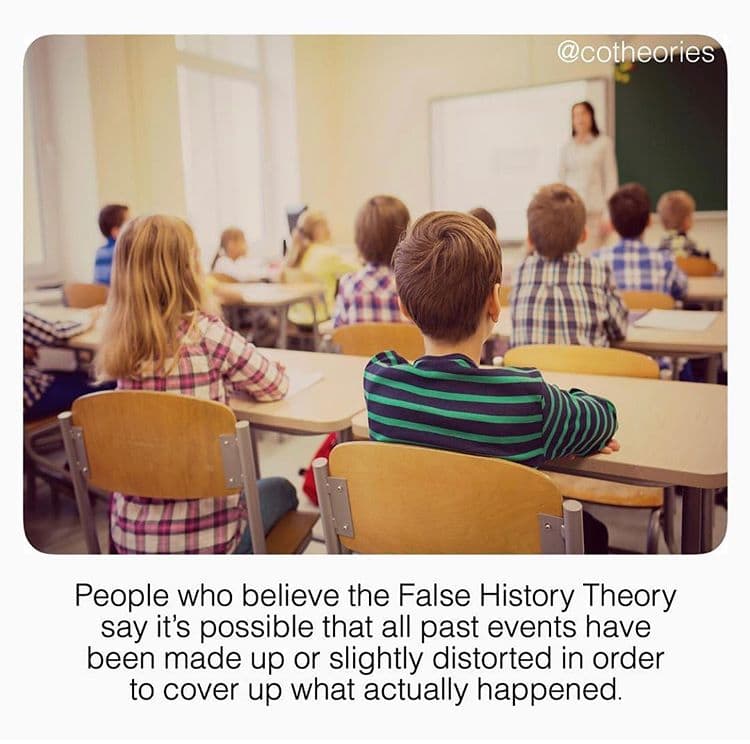 @cotheories
People who believe the False History Theory
say it's possible that all past events have
been made up or slightly distorted in order
to cover up what actually happened.